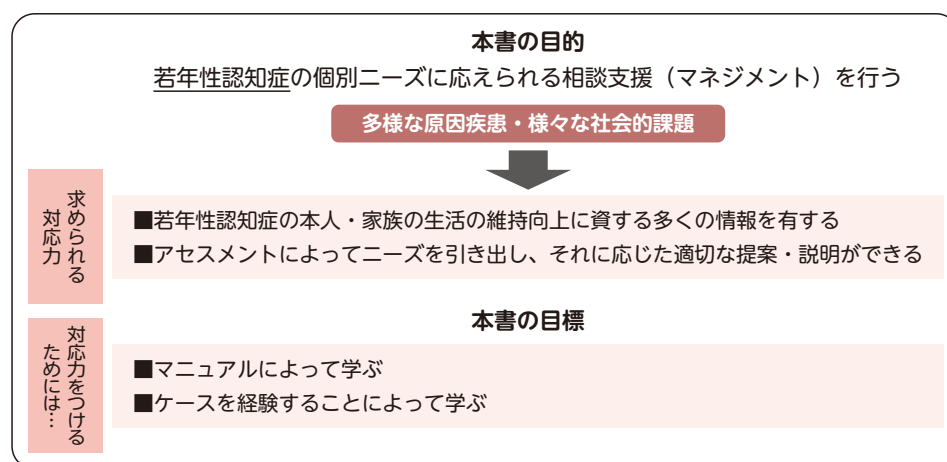 本書の目的
若年性認知症の個別ニーズに応えられる相談支援（マネジメント）を行う
多様な原因疾患・様々な社会的課題
求められる
対応力
■若年性認知症の本人・家族の生活の維持向上に資する多くの情報を有する
■アセスメントによってニーズを引き出し、それに応じた適切な提案・説明ができる
本書の目標
対応力をつける
ためには…
■マニュアルによって学ぶ
■ケースを経験することによって学ぶ